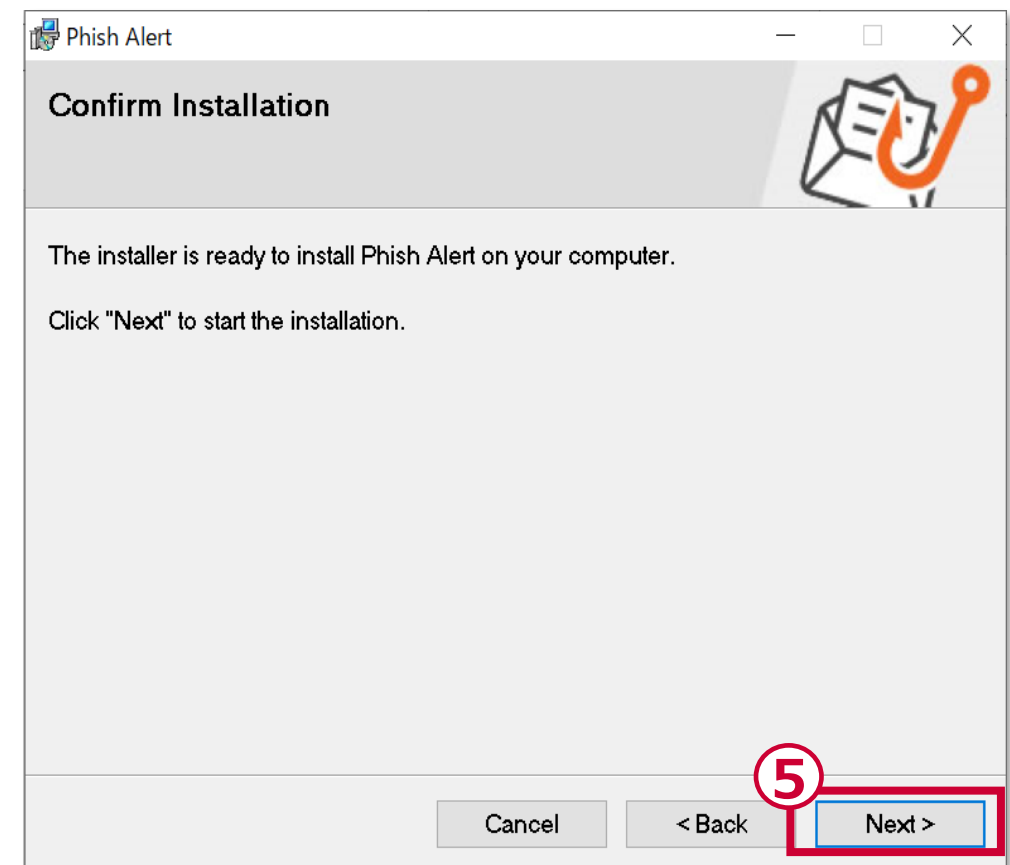 Phish Alert
Confirm Installation
The installer is ready to install Phish Alert on your computer.
Click "Next" to start the installation.
⑤
Cancel
< Back
Next >